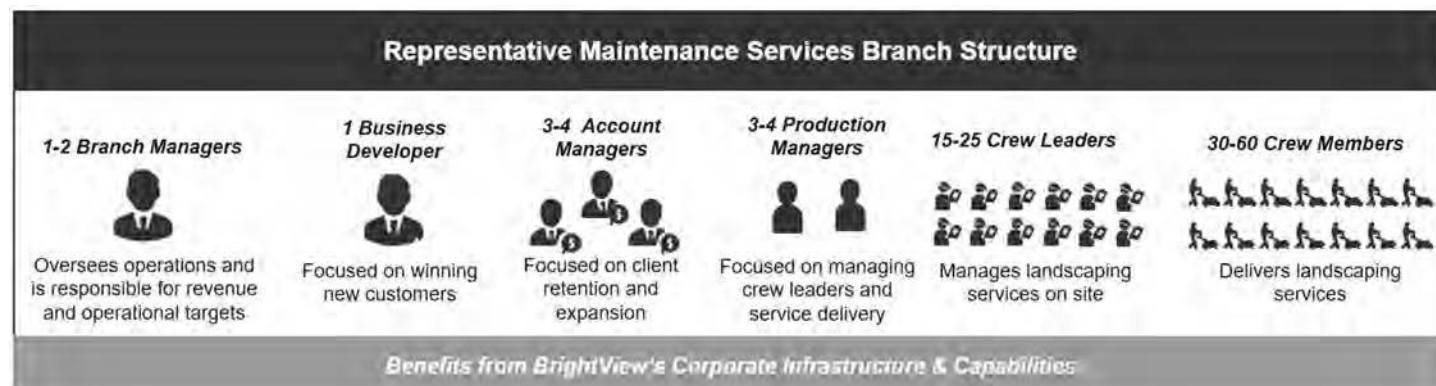 Representative Maintenance Services Branch Structure
1-2 Branch Managers
Oversees operations and
is responsible for revenue
and operational targets
1 Business
Developer
Focused on winning
new customers
3-4 Account
Managers
$
$
$
Focused on client
retention and
expansion
3-4 Production
Managers
Focused on managing
crew leaders and
service delivery
15-25 Crew Leaders
Manages landscaping
services on site
30-60 Crew Members
Delivers landscaping
services
Benefits from BrightView's Corporate Infrastructure & Capabilities